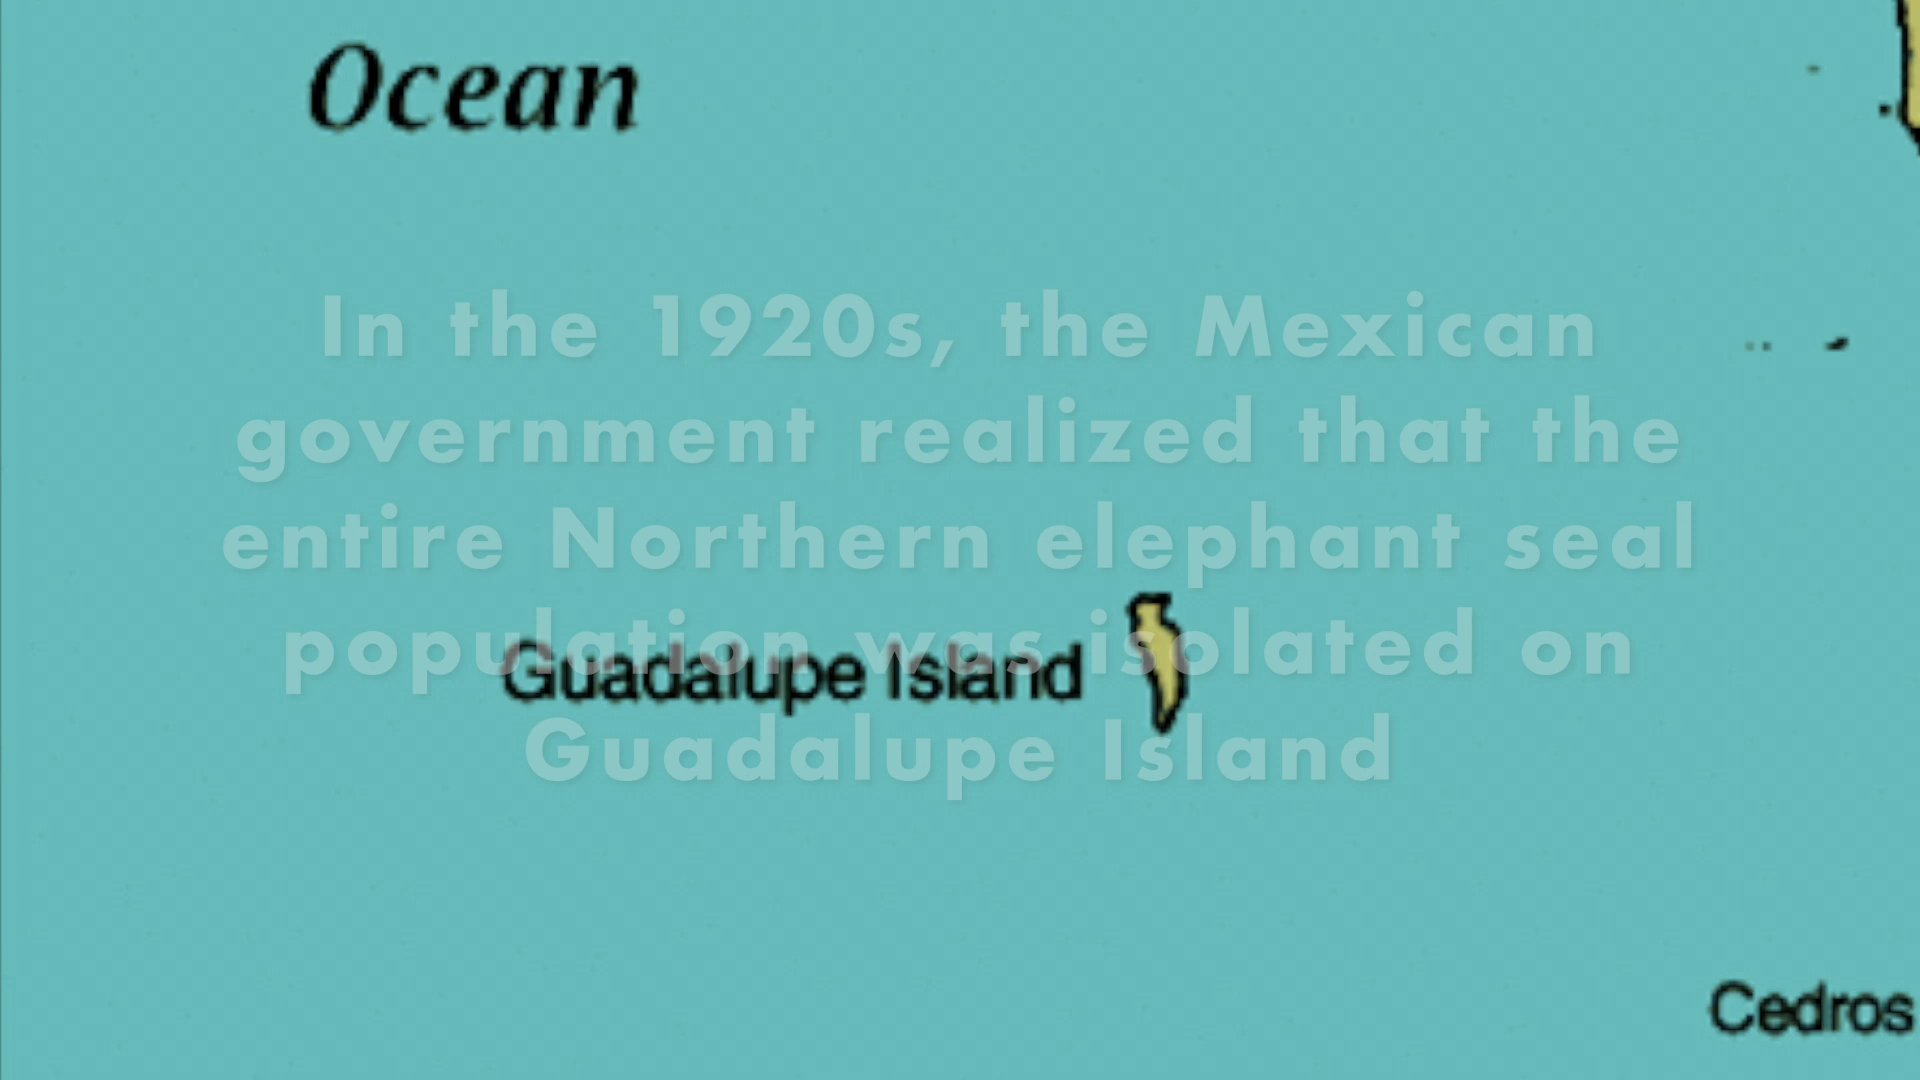 Ocean
In the 1920s, the Mexican
government realized that the
entire Northern elephant seal
population was isolated on
Guadalupe Island
Guadalupe Island
Cedros